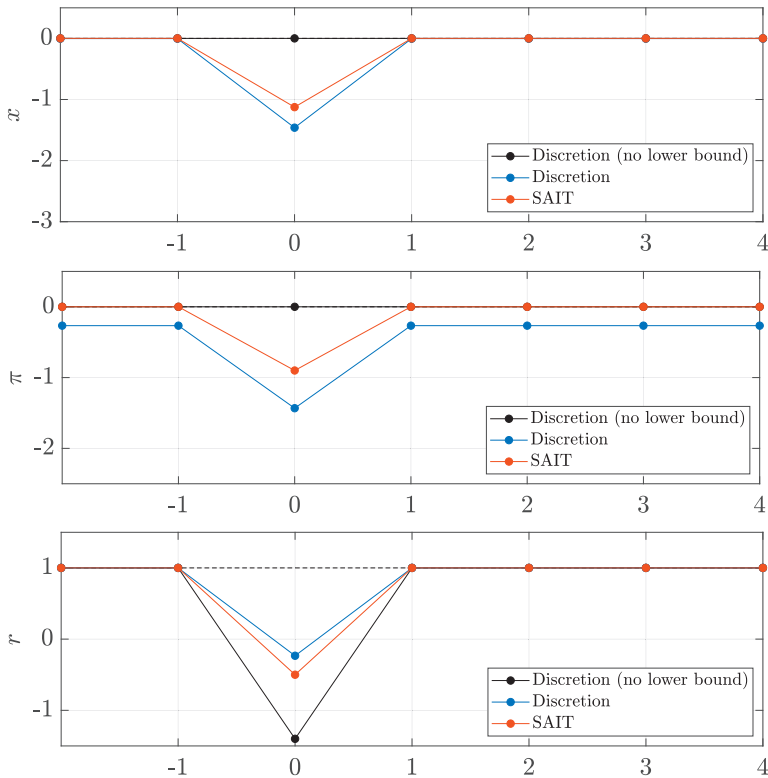 0
-1
-2
-3
x
Discretion (no lower bound)
Discretion
SAIT
-1 0 1 2 3 4
0
-1
-2
π
Discretion (no lower bound)
Discretion
SAIT
-1 0 1 2 3 4
1
0
-1
r
Discretion (no lower bound)
Discretion
SAIT
-1 0 1 2 3 4